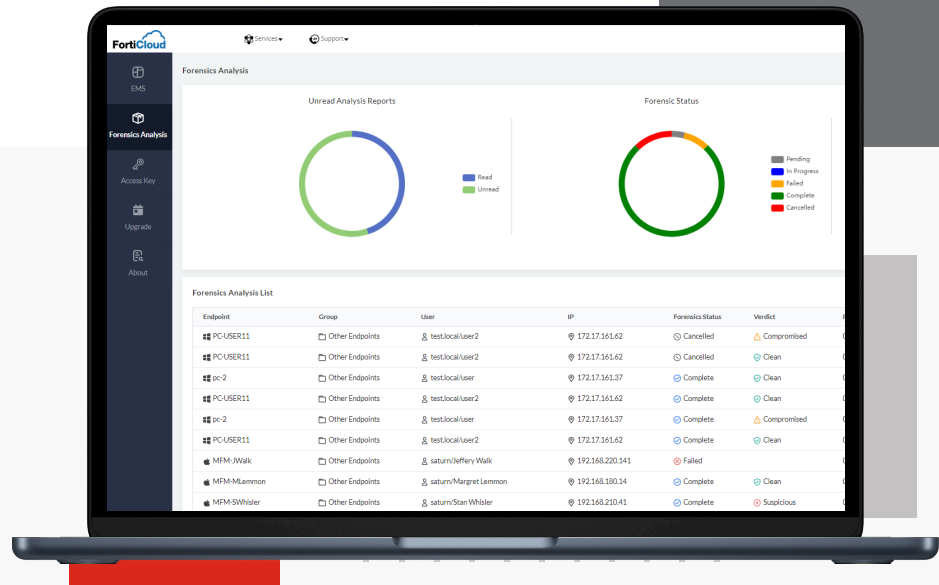 FortiCloud
Services
Support
EMS
Forensics Analysis
Access Key
Upgrade
About
Forensics Analysis
Unread Analysis Reports
Read
Unread
Forensic Status
Pending
In Progress
Failed
Complete
Cancelled
Forensics Analysis List
Endpoint Group User IP Forensics Status Verdict
PC-USER11 Other Endpoints test.local/user2 172.17.161.62 Cancelled Compromised
PC-USER11 Other Endpoints test.local/user2 172.17.161.62 Cancelled Clean
pc-2 Other Endpoints test.local/user 172.17.161.37 Complete Clean
PC-USER11 Other Endpoints test.local/user2 172.17.161.62 Complete Clean
pc-2 Other Endpoints test.local/user 172.17.161.37 Complete Compromised
PC-USER11 Other Endpoints test.local/user2 172.17.161.62 Complete Clean
MFM-JWalk Other Endpoints saturn/Jeffery Walk 192.168.220.141 Failed
MFM-MLemmon Other Endpoints saturn/Margret Lemmon 192.168.180.14 Complete Clean
MFM-SWhisler Other Endpoints saturn/Stan Whisler 192.168.210.41 Complete Suspicious